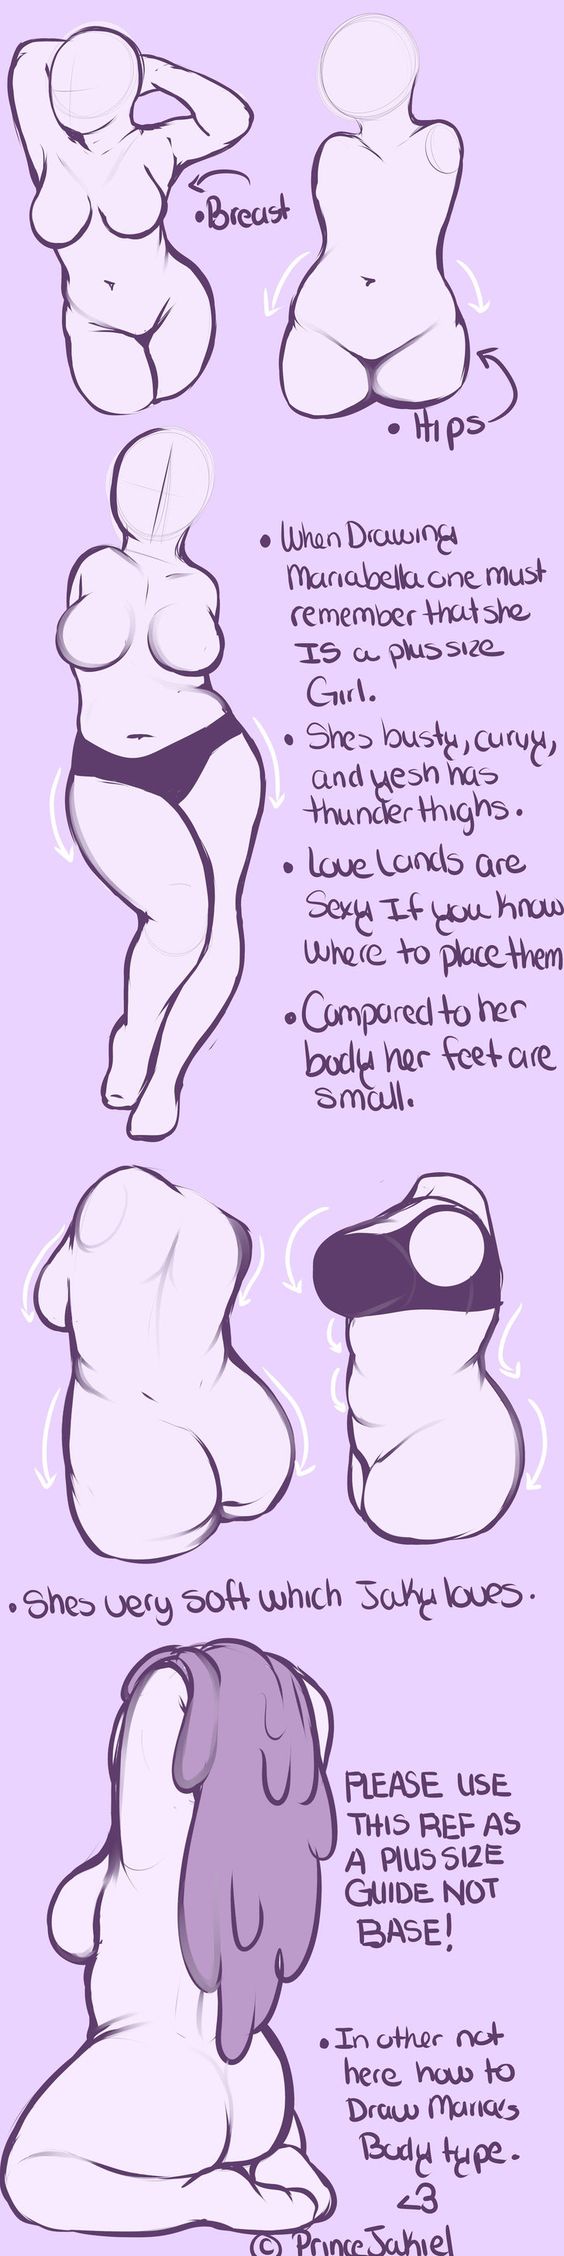 •Breast
• Hips
• When Drawing
Mariabella one must
remember that she
IS a plus size
Girl.
• Shes busty, curvy,
and yesh has
thunder thighs.
• Love Lands are
Sexy If you know
where to place them
• Compared to her
body her feet are
small.
• Shes very soft which Jaky loves.
PLEASE USE
THIS REF AS
A PLUS SIZE
GUIDE NOT
BASE!
• In other not
here how to
Draw Maria's
Body type.
<3
© PrinceJakiel